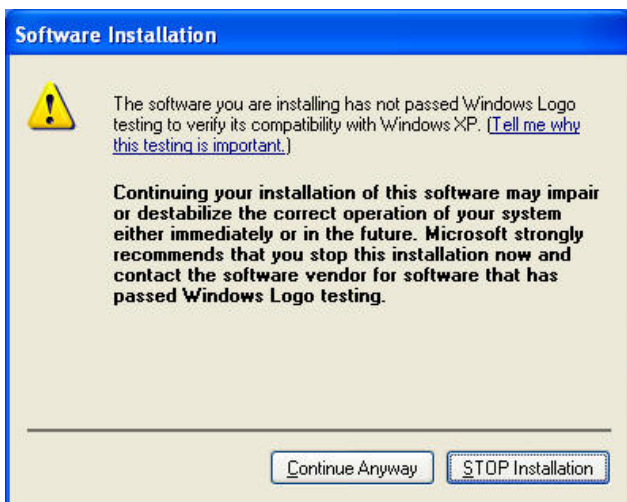 Software Installation
The software you are installing has not passed Windows Logo
testing to verify its compatibility with Windows XP. (Tell me why
this testing is important.)
Continuing your installation of this software may impair
or destabilize the correct operation of your system
either immediately or in the future. Microsoft strongly
recommends that you stop this installation now and
contact the software vendor for software that has
passed Windows Logo testing.
Continue Anyway
STOP Installation